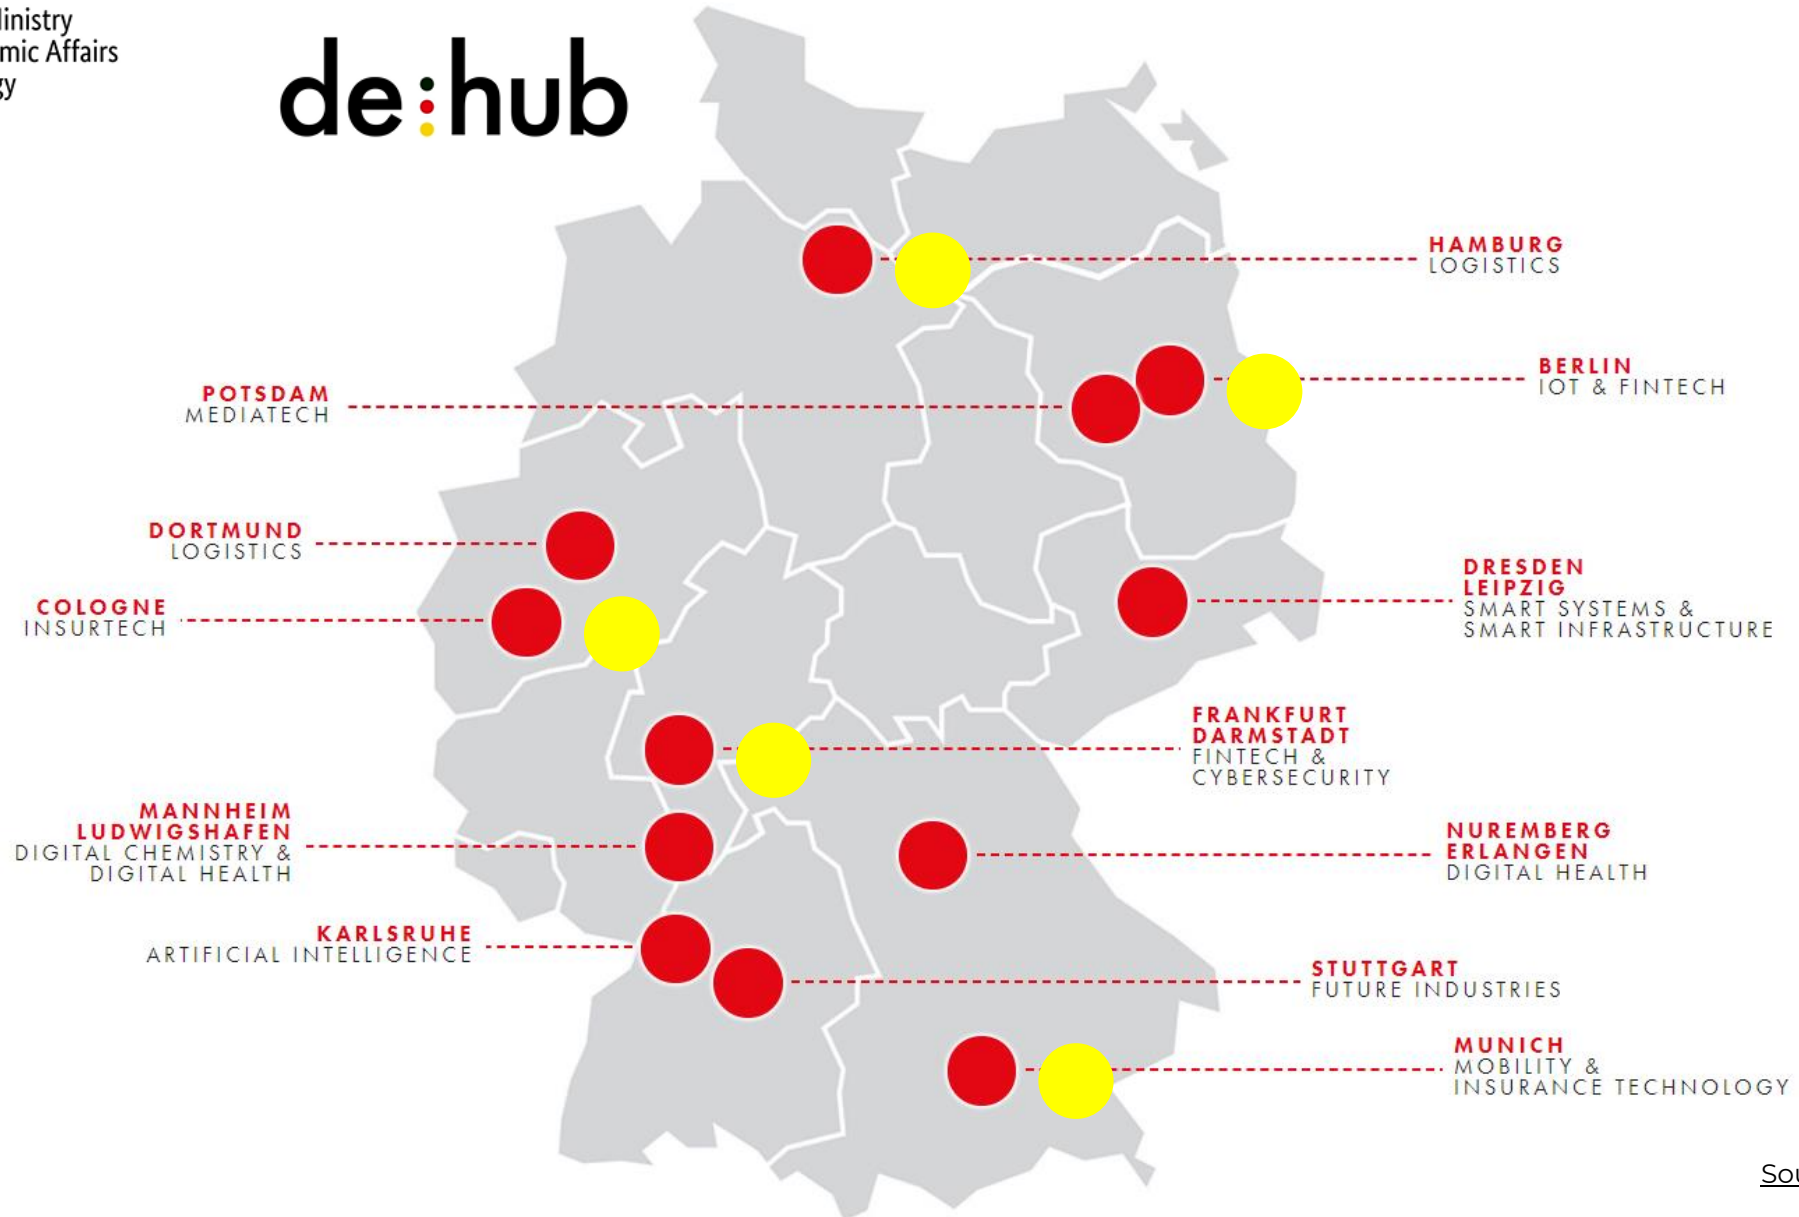 Ministry
mic Affairs
gy
de:hub
HAMBURG
LOGISTICS
BERLIN
IOT & FINTECH
POTSDAM
MEDIATECH
DORTMUND
LOGISTICS
COLOGNE
INSURTECH
DRESDEN
LEIPZIG
SMART SYSTEMS &
SMART INFRASTRUCTURE
FRANKFURT
DARMSTADT
FINTECH &
CYBERSECURITY
MANNHEIM
LUDWIGSHAFEN
DIGITAL CHEMISTRY &
DIGITAL HEALTH
NUREMBERG
ERLANGEN
DIGITAL HEALTH
KARLSRUHE
ARTIFICIAL INTELLIGENCE
STUTTGART
FUTURE INDUSTRIES
MUNICH
MOBILITY &
INSURANCE TECHNOLOGY
Sou